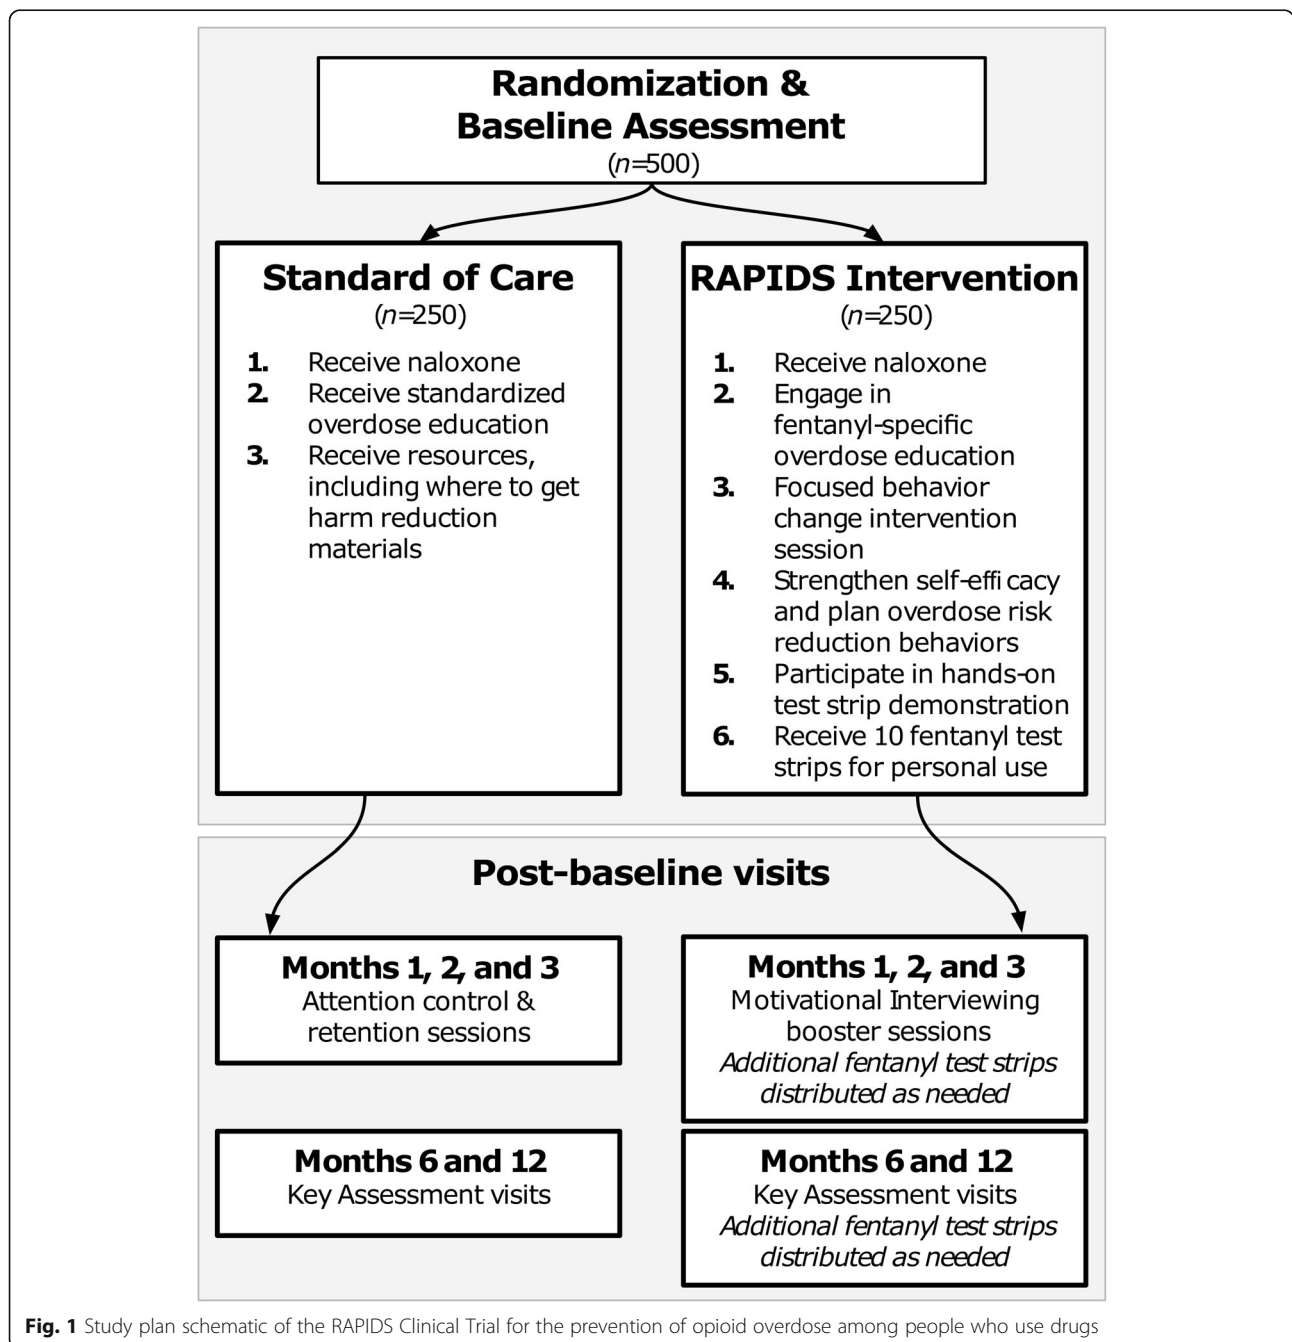 Randomization &
Baseline Assessment
(n=500)
Standard of Care
(n=250)
1. Receive naloxone
2. Receive standardized
overdose education
3. Receive resources,
including where to get
harm reduction
materials
RAPIDS Intervention
(n=250)
1. Receive naloxone
2. Engage in
fentanyl-specific
overdose education
3. Focused behavior
change intervention
session
4. Strengthen self-efficacy
and plan overdose risk
reduction behaviors
5. Participate in hands-on
test strip demonstration
6. Receive 10 fentanyl test
strips for personal use
Post-baseline visits
Months 1, 2, and 3
Attention control &
retention sessions
Months 1, 2, and 3
Motivational Interviewing
booster sessions
Additional fentanyl test strips
distributed as needed
Months 6 and 12
Key Assessment visits
Months 6 and 12
Key Assessment visits
Additional fentanyl test strips
distributed as needed
Fig. 1 Study plan schematic of the RAPIDS Clinical Trial for the prevention of opioid overdose among people who use drugs